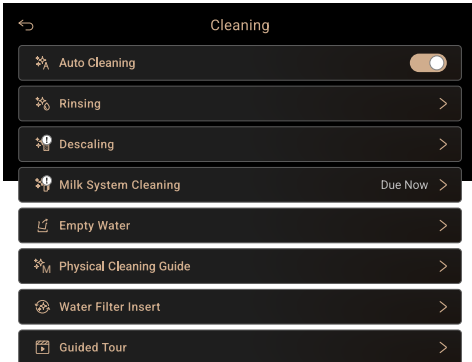 Cleaning
Auto Cleaning
Rinsing
Descaling
Milk System Cleaning Due Now
Empty Water
Physical Cleaning Guide
Water Filter Insert
Guided Tour